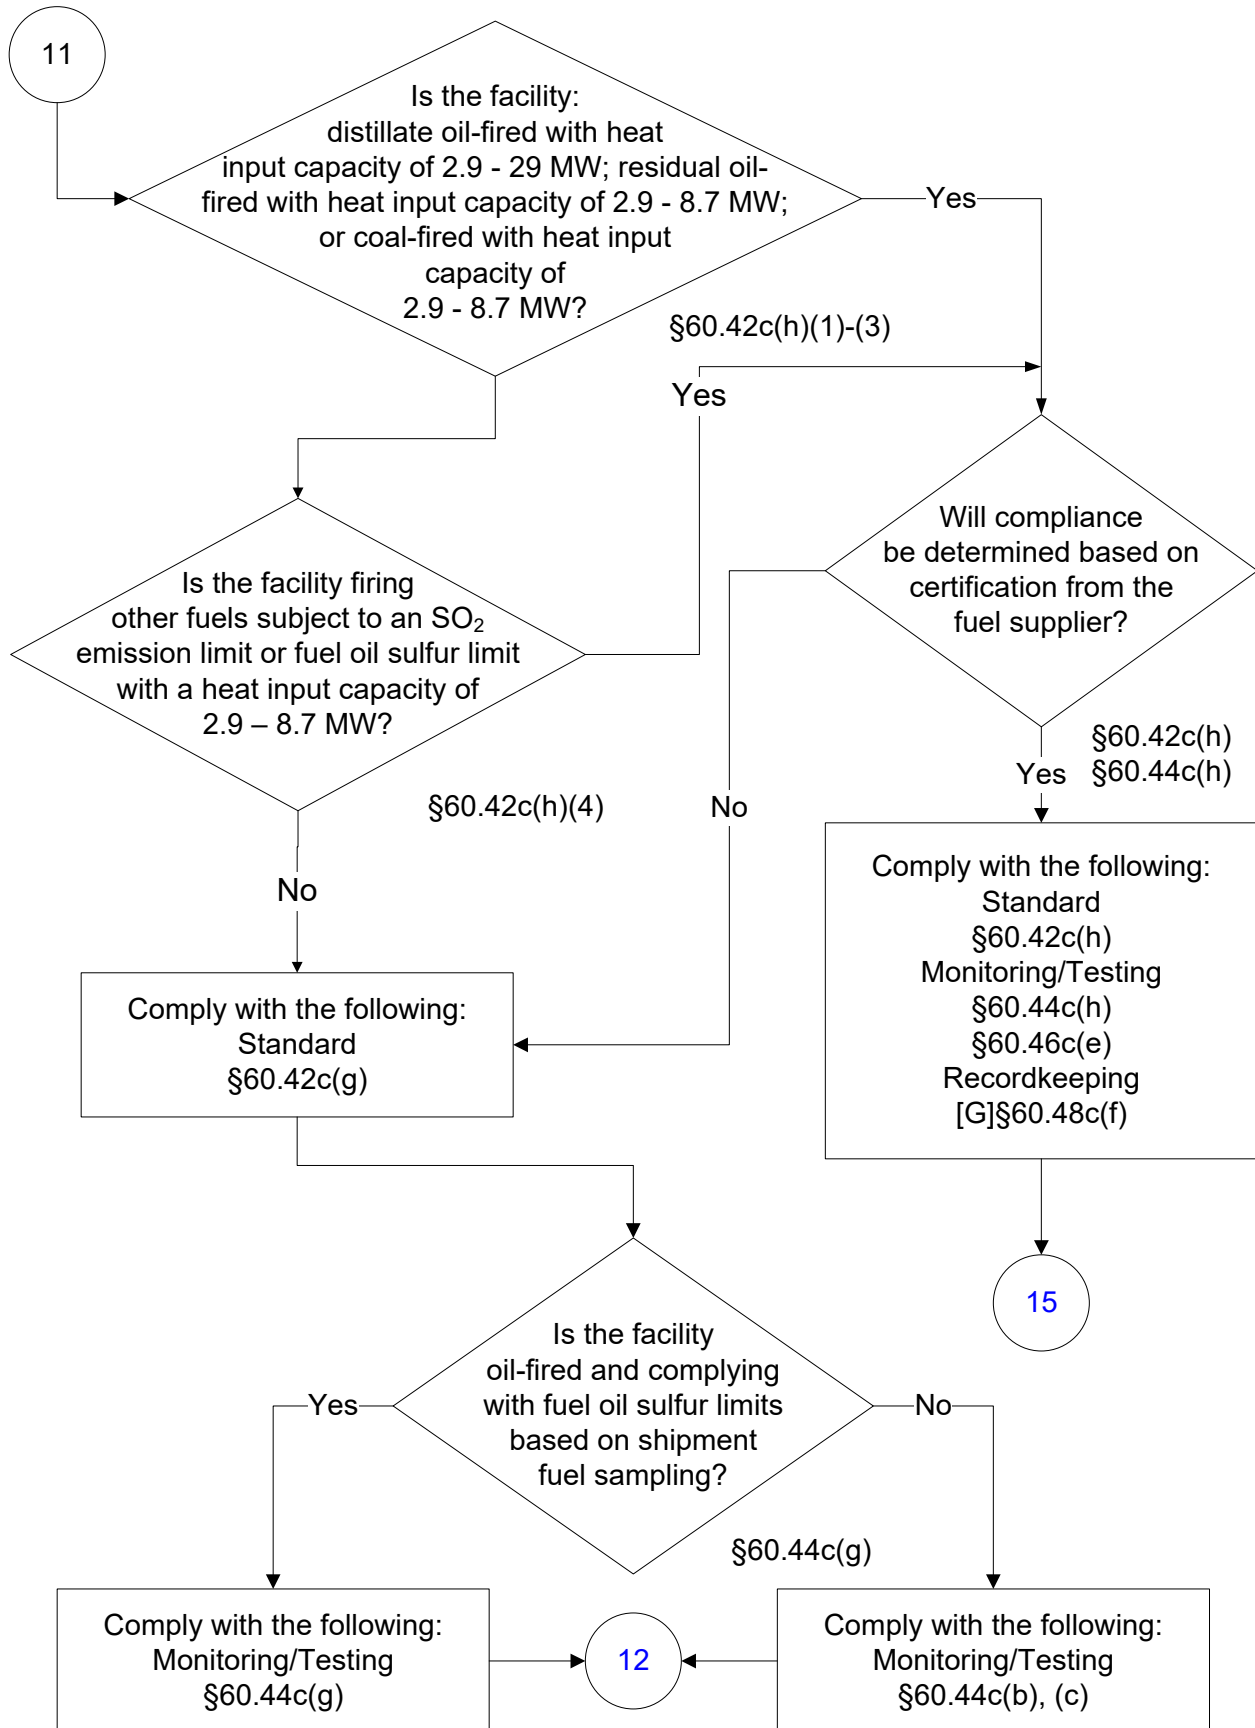 11
Is the facility:
distillate oil-fired with heat
input capacity of 2.9 - 29 MW; residual oil-
fired with heat input capacity of 2.9 - 8.7 MW;
or coal-fired with heat input
capacity of
2.9 - 8.7 MW?
Yes
§60.42c(h)(1)-(3)
Yes
Will compliance
be determined based on
certification from the
fuel supplier?
Is the facility firing
other fuels subject to an SO₂
emission limit or fuel oil sulfur limit
with a heat input capacity of
2.9 – 8.7 MW?
§60.42c(h)
§60.44c(h)
Yes
§60.42c(h)(4)
No
No
Comply with the following:
Standard
§60.42c(h)
Monitoring/Testing
§60.44c(h)
§60.46c(e)
Recordkeeping
[G]§60.48c(f)
Comply with the following:
Standard
§60.42c(g)
15
Is the facility
oil-fired and complying
with fuel oil sulfur limits
based on shipment
fuel sampling?
Yes
No
§60.44c(g)
Comply with the following:
Monitoring/Testing
§60.44c(g)
12
Comply with the following:
Monitoring/Testing
§60.44c(b), (c)